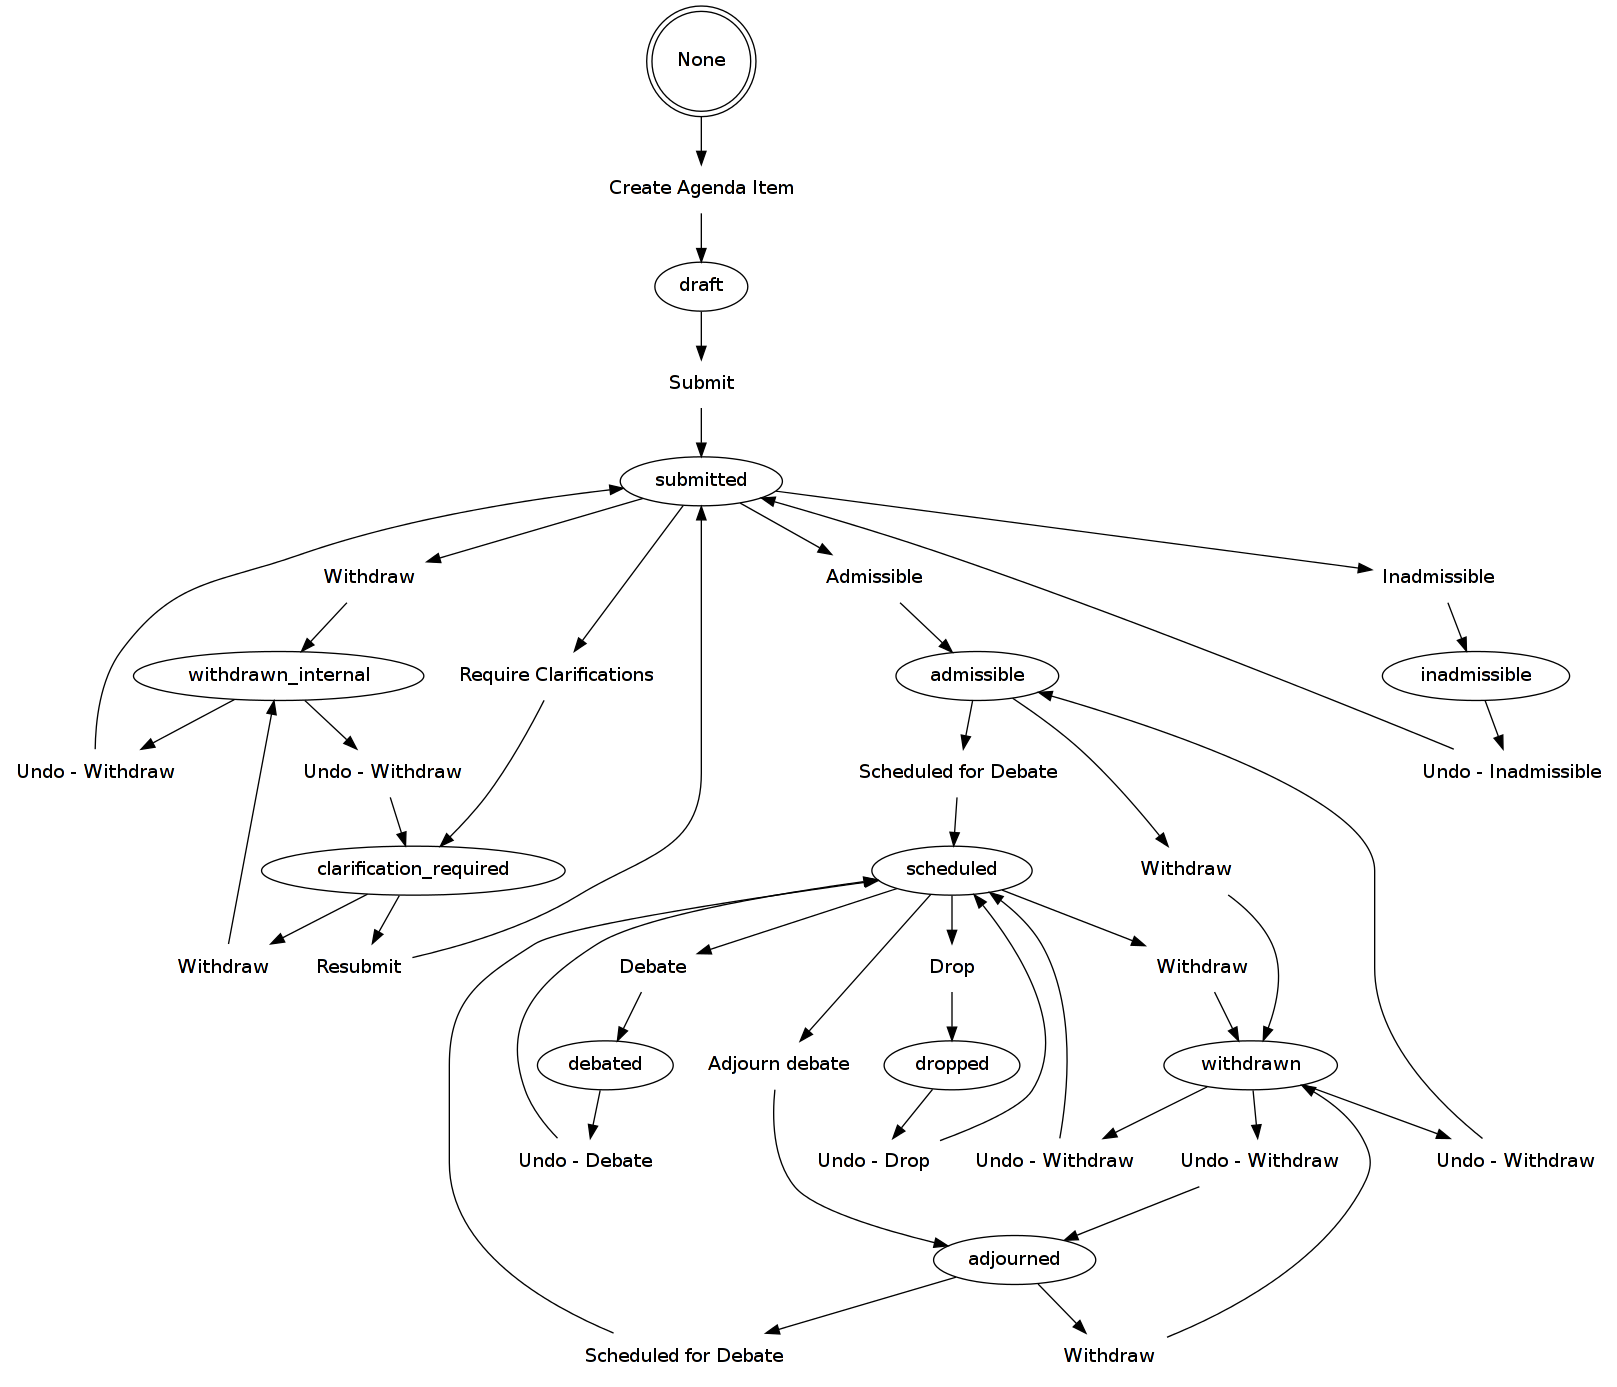 None
Create Agenda Item
draft
Submit
submitted
Withdraw
Admissible
Inadmissible
withdrawn_internal
Require Clarifications
admissible
inadmissible
Undo - Withdraw
Undo - Withdraw
Scheduled for Debate
Undo - Inadmissible
clarification_required
scheduled
Withdraw
Withdraw
Resubmit
Debate
Drop
Withdraw
debated
Adjourn debate
dropped
withdrawn
Undo - Debate
Undo - Drop
Undo - Withdraw
Undo - Withdraw
Undo - Withdraw
adjourned
Scheduled for Debate
Withdraw